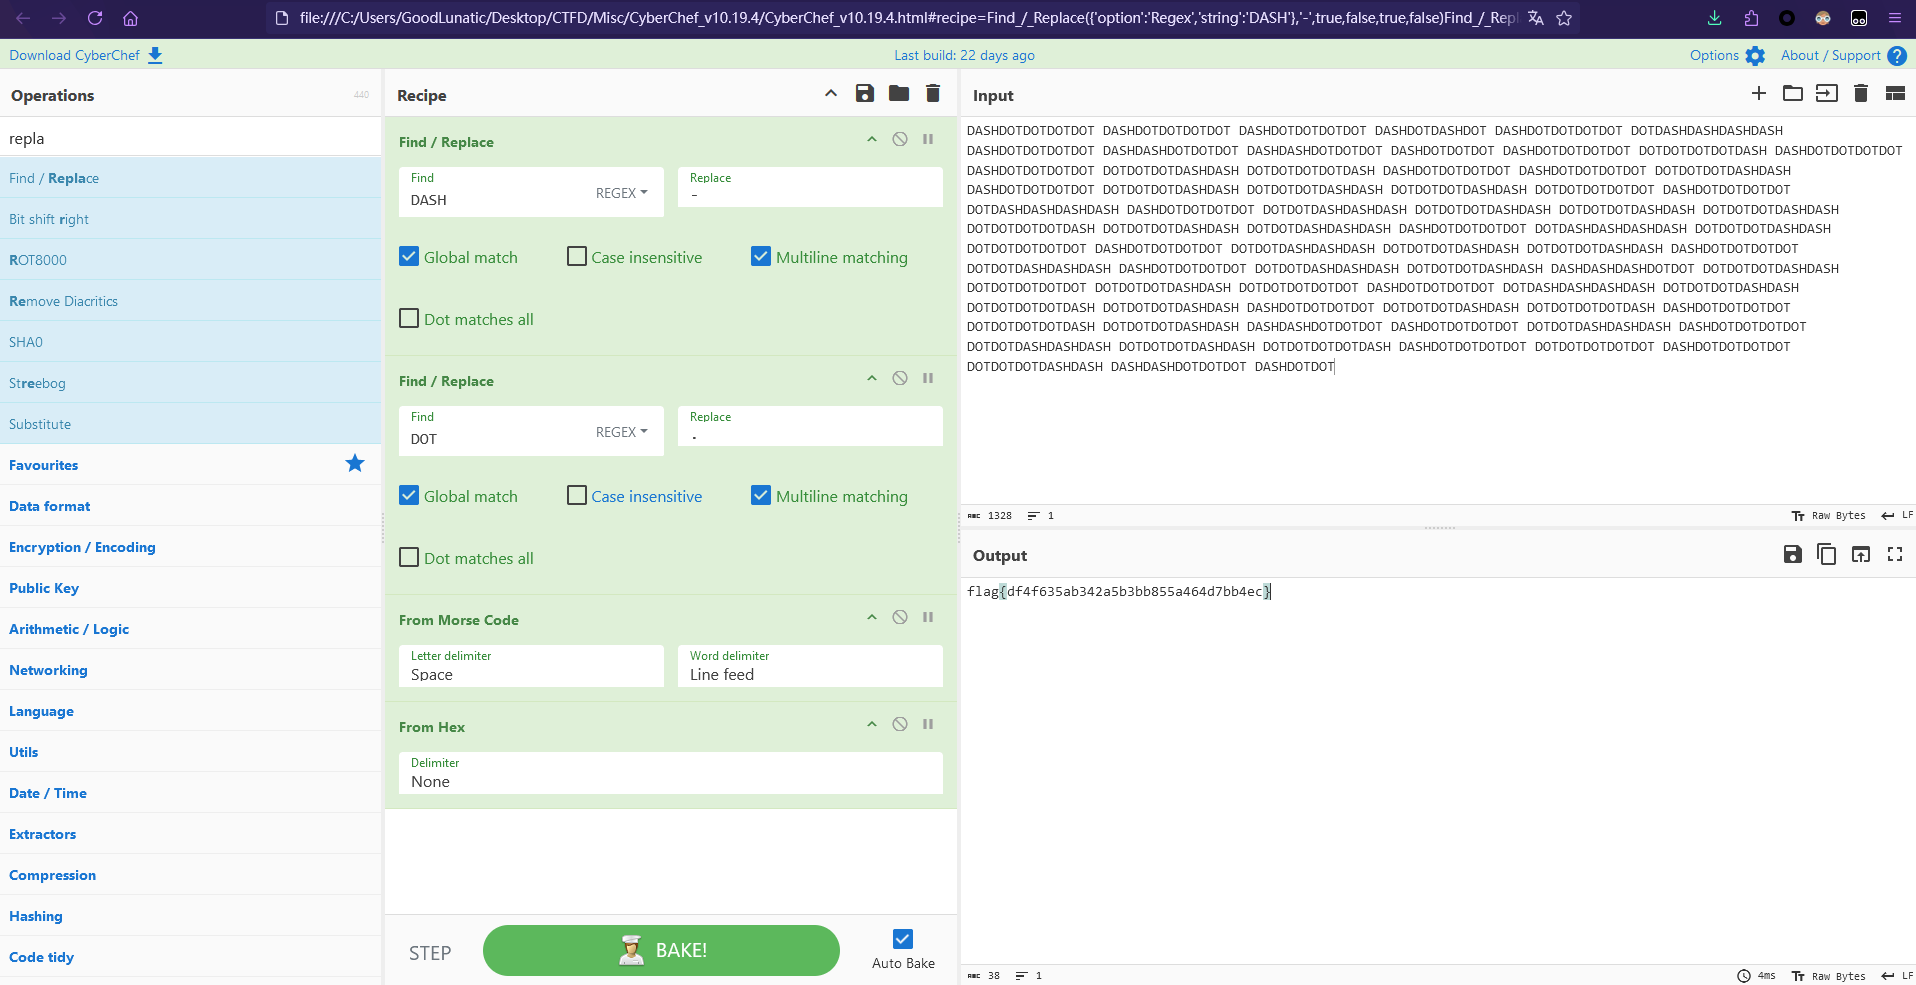 file:///C:/Users/GoodLunatic/Desktop/CTFD/Misc/CyberChef_v10.19.4/CyberChef_v10.19.4.html#recipe=Find_/_Replace({'option':'Regex','string':'DASH'},'-',true,false,true,false)Find_/_Repl
Download CyberChef
Last build: 22 days ago
Options
About / Support
Operations
440
repla
Find / Replace
Bit shift right
ROT8000
Remove Diacritics
SHA0
Streebog
Substitute
Favourites
Data format
Encryption / Encoding
Public Key
Arithmetic / Logic
Networking
Language
Utils
Date / Time
Extractors
Compression
Hashing
Code tidy
Recipe
Find / Replace
Find
DASH
REGEX
Replace
-
Global match
Case insensitive
Multiline matching
Dot matches all
Find / Replace
Find
DOT
REGEX
Replace
.
Global match
Case insensitive
Multiline matching
Dot matches all
From Morse Code
Letter delimiter
Space
Word delimiter
Line feed
From Hex
Delimiter
None
STEP
BAKE!
Auto Bake
Input
DASHDOTDOTDOTDOT DASHDOTDOTDOTDOT DASHDOTDOTDOTDOT DASHDOTDASHDOT DASHDOTDOTDOTDOT DOTDASHDASHDASHDASH
DASHDOTDOTDOTDOT DASHDASHDOTDOTDOT DASHDASHDOTDOTDOT DASHDOTDOTDOT DASHDOTDOTDOTDOT DOTDOTDOTDOTDASH DASHDOTDOTDOTDOT
DASHDOTDOTDOTDOT DOTDOTDOTDASHDASH DOTDOTDOTDOTDASH DASHDOTDOTDOTDOT DASHDOTDOTDOTDOT DOTDOTDOTDASHDASH
DASHDOTDOTDOTDOT DOTDOTDOTDASHDASH DOTDOTDOTDASHDASH DOTDOTDOTDASHDASH DOTDOTDOTDOTDOT DASHDOTDOTDOTDOT
DOTDASHDASHDASHDASH DASHDOTDOTDOTDOT DOTDOTDASHDASHDASH DOTDOTDOTDASHDASH DOTDOTDOTDASHDASH DOTDOTDOTDASHDASH
DOTDOTDOTDOTDASH DOTDOTDOTDASHDASH DOTDOTDASHDASHDASH DASHDOTDOTDOTDOT DOTDASHDASHDASHDASH DOTDOTDOTDASHDASH
DOTDOTDOTDOTDOT DASHDOTDOTDOTDOT DOTDOTDASHDASHDASH DOTDOTDOTDASHDASH DOTDOTDOTDASHDASH DASHDOTDOTDOTDOT
DOTDOTDASHDASHDASH DASHDOTDOTDOTDOT DOTDOTDASHDASHDASH DOTDOTDOTDASHDASH DASHDASHDASHDOTDOT DOTDOTDOTDASHDASH
DOTDOTDOTDOTDOT DOTDOTDOTDASHDASH DOTDOTDOTDOTDOT DASHDOTDOTDOTDOT DOTDASHDASHDASHDASH DOTDOTDOTDASHDASH
DOTDOTDOTDOTDASH DOTDOTDOTDASHDASH DASHDOTDOTDOTDOT DOTDOTDOTDASHDASH DOTDOTDOTDOTDASH DASHDOTDOTDOTDOT
DOTDOTDOTDOTDASH DOTDOTDOTDASHDASH DASHDASHDOTDOTDOT DASHDOTDOTDOTDOT DOTDOTDASHDASHDASH DASHDOTDOTDOTDOT
DOTDOTDASHDASHDASH DOTDOTDOTDASHDASH DOTDOTDOTDOTDASH DASHDOTDOTDOTDOT DOTDOTDOTDOTDOT DASHDOTDOTDOTDOT
DOTDOTDOTDASHDASH DASHDASHDOTDOTDOT DASHDOTDOT
ABC 1328
1
Raw Bytes
LF
Output
flag{df4f635ab342a5b3bb855a464d7bb4ec}
ABC 38
1
4ms
Raw Bytes
LF